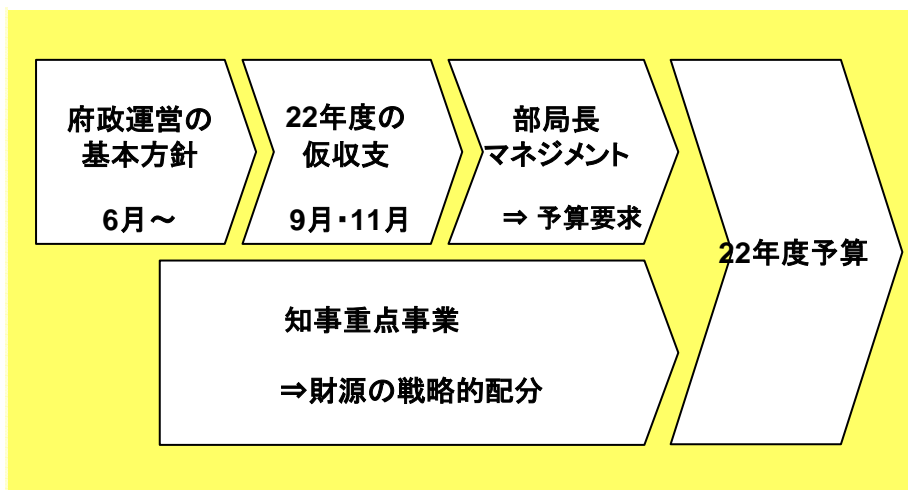 府政運営の
基本方針
6月～
22年度の
仮収支
9月・11月
部局長
マネジメント
⇒ 予算要求
知事重点事業
⇒財源の戦略的配分
22年度予算